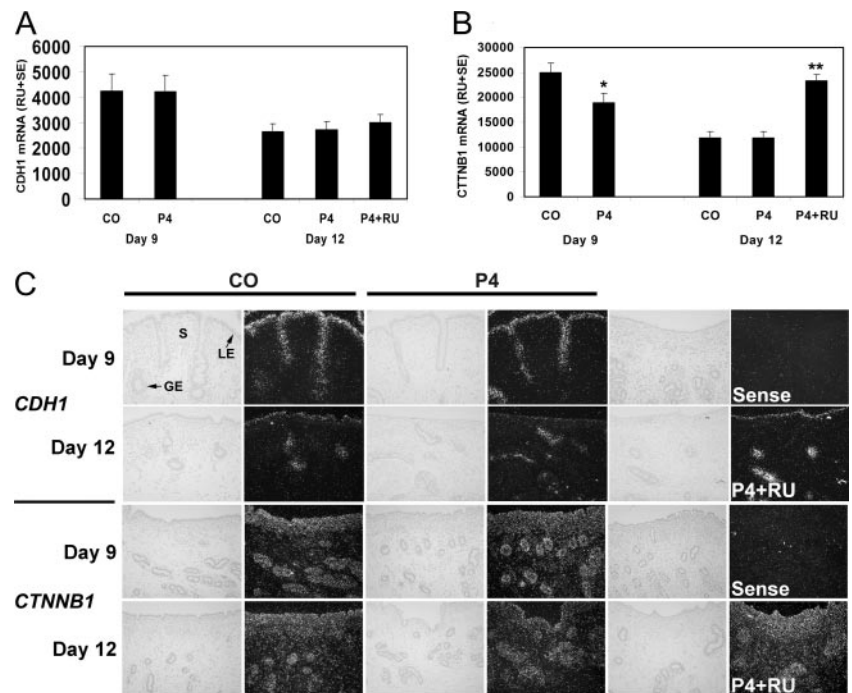 A
CDH1 mRNA (RU+SE)
6000
5000
4000
3000
2000
1000
0
CO P4 CO P4 P4+RU
Day 9 Day 12
B
CTTNB1 mRNA (RU+SE)
30000
25000
20000
15000
10000
5000
0
*
**
CO P4 CO P4 P4+RU
Day 9 Day 12
C
CO P4
Day 9
S
LE
GE
Sense
CDH1
Day 12
P4+RU
Day 9
Sense
CTNNB1
Day 12
P4+RU